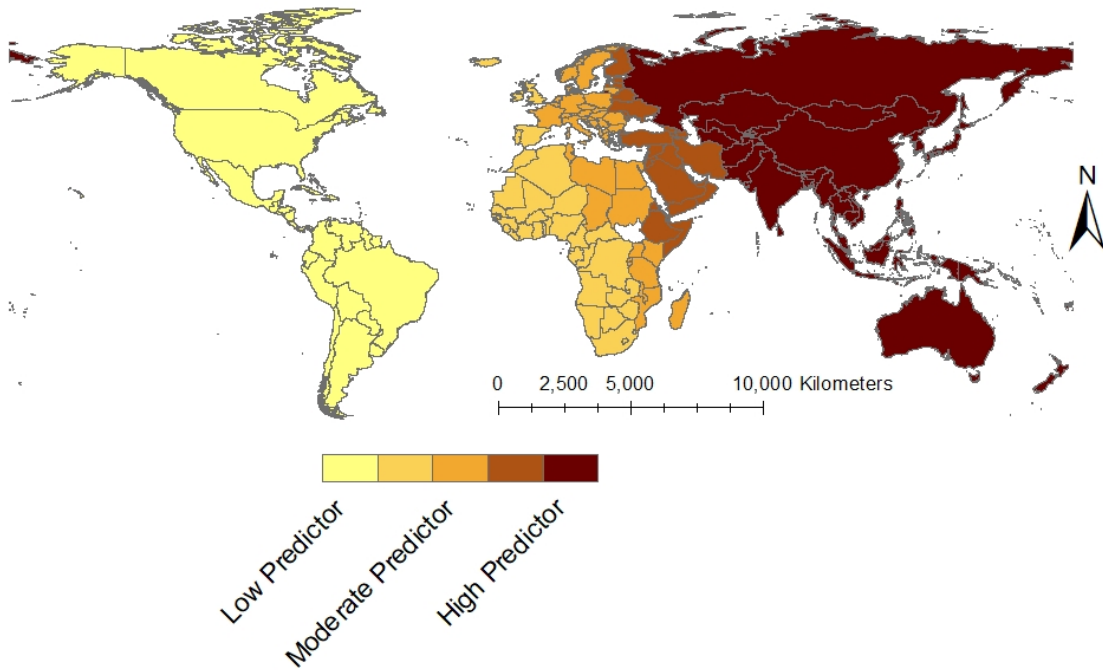 N
0 2,500 5,000 10,000 Kilometers
Low Predictor
Moderate Predictor
High Predictor